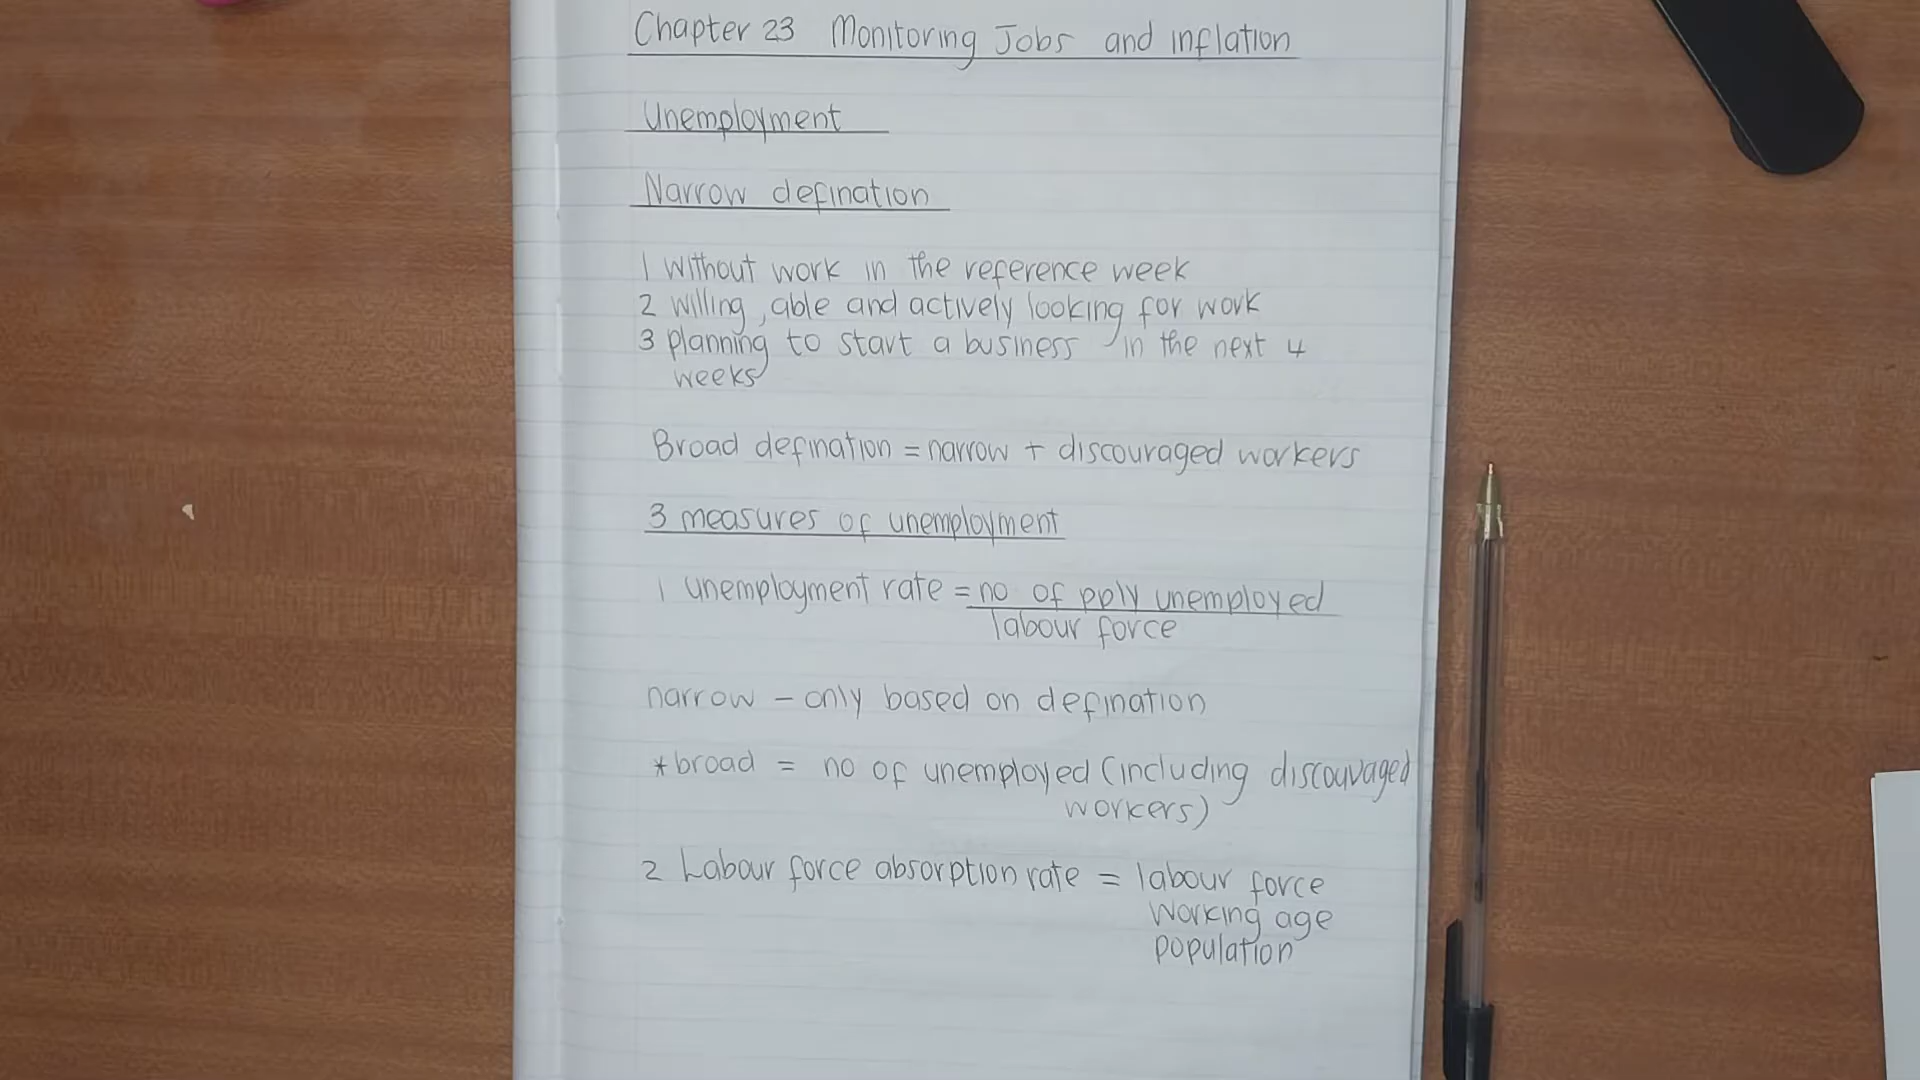 Chapter 23 Monitoring Jobs and inflation
Unemployment
Narrow defination
1 without work in the reference week
2 willing, able and actively looking for work
3 planning to start a business in the next 4
weeks
Broad defination = narrow + discouraged workers
3 measures of unemployment
1 unemployment rate = no of pply unemployed
labour force
narrow - only based on defination
*broad = no of unemployed (including discouraged
workers)
2 Labour force absorption rate = labour force
working age
population